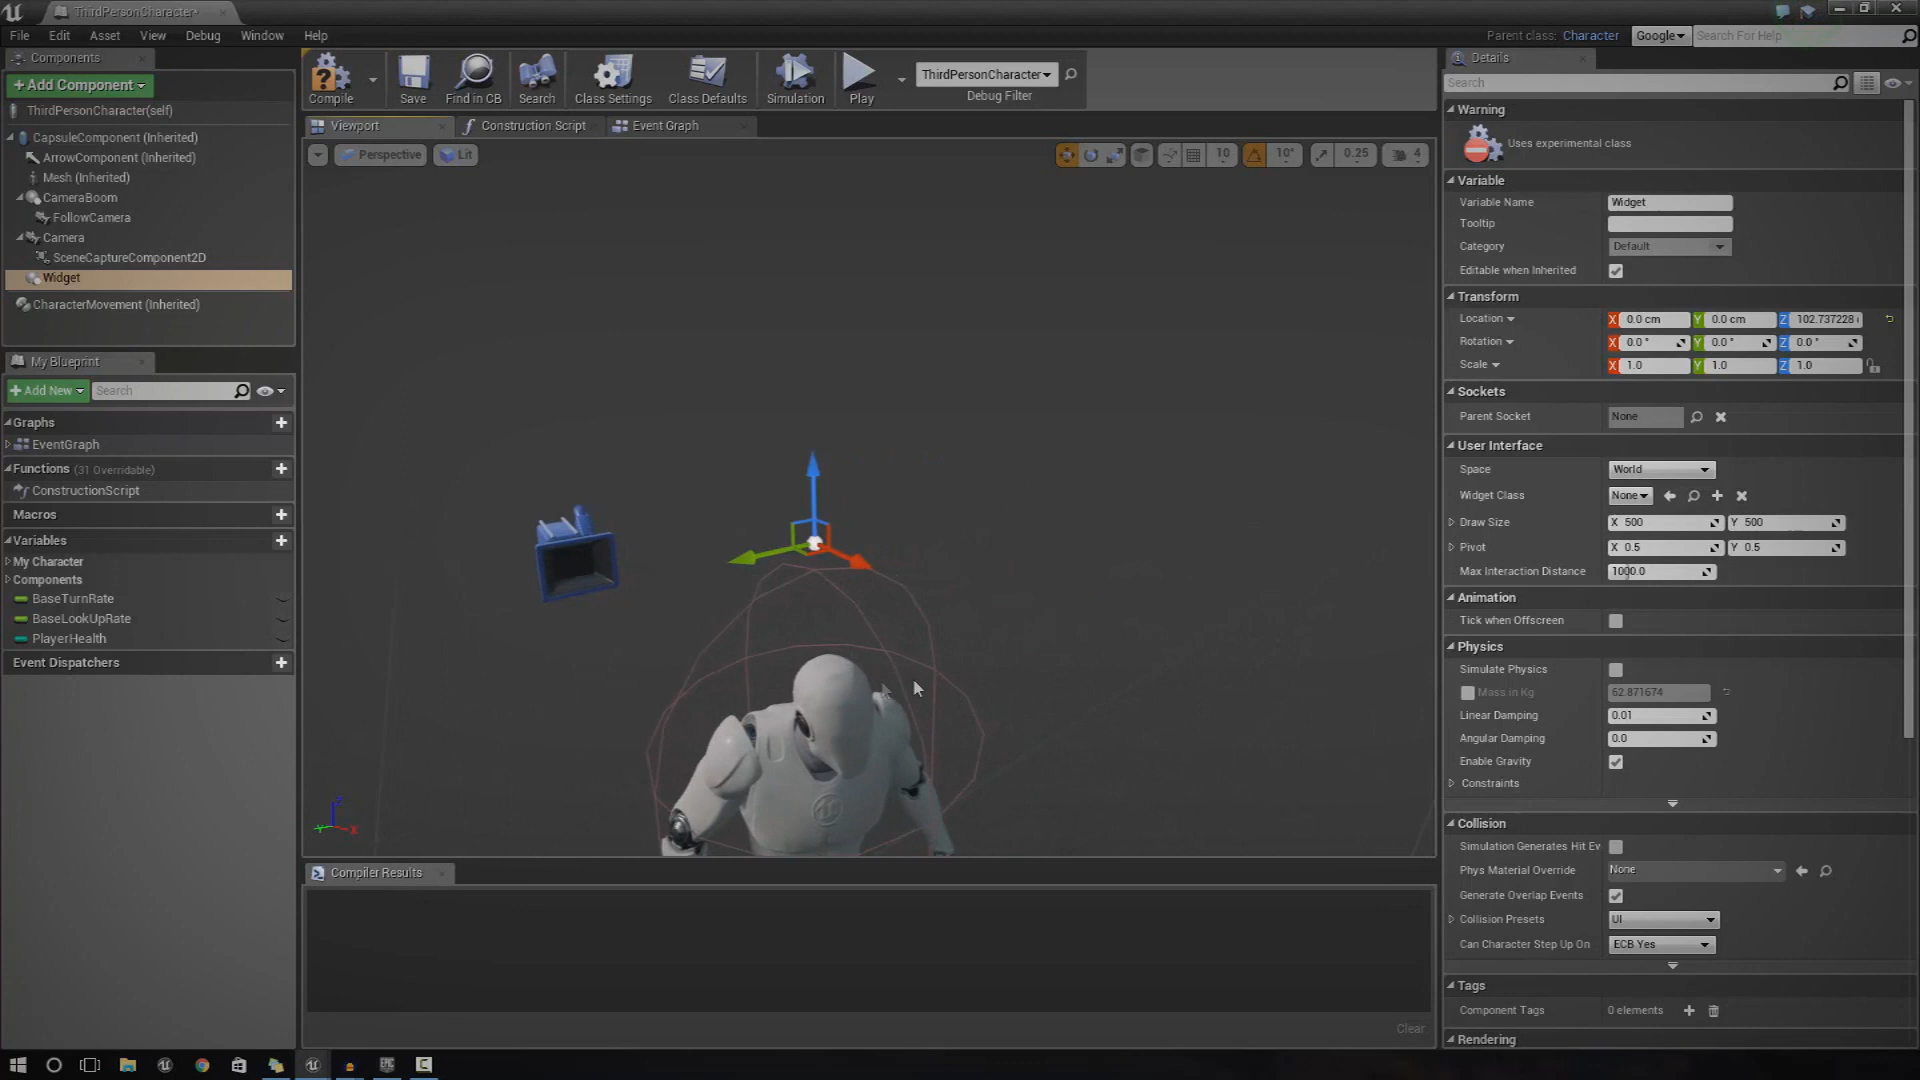 ThirdPersonCharacter*
File Edit Asset View Debug Window Help
Parent class: Character Google Search For Help
Components
+Add Component
ThirdPersonCharacter(self)
CapsuleComponent (Inherited)
ArrowComponent (Inherited)
Mesh (Inherited)
CameraBoom
FollowCamera
Camera
SceneCaptureComponent2D
Widget
CharacterMovement (Inherited)
My Blueprint
+Add New Search
Graphs
EventGraph
Functions (31 Overridable)
ConstructionScript
Macros
Variables
My Character
Components
BaseTurnRate
BaseLookUpRate
PlayerHealth
Event Dispatchers
Compile Save Find in CB Search Class Settings Class Defaults Simulation Play
ThirdPersonCharacter
Debug Filter
Viewport Construction Script Event Graph
Perspective Lit 10 10° 0.25 4
Z Y X
Compiler Results
Clear
Details
Search
Warning
Uses experimental class
Variable
Variable Name Widget
Tooltip
Category Default
Editable when Inherited
Transform
Location X 0.0 cm Y 0.0 cm Z 102.737228
Rotation X 0.0 ° Y 0.0 ° Z 0.0 °
Scale X 1.0 Y 1.0 Z 1.0
Sockets
Parent Socket None
User Interface
Space World
Widget Class None
Draw Size X 500 Y 500
Pivot X 0.5 Y 0.5
Max Interaction Distance 1000.0
Animation
Tick when Offscreen
Physics
Simulate Physics
Mass in Kg 62.871674
Linear Damping 0.01
Angular Damping 0.0
Enable Gravity
Constraints
Collision
Simulation Generates Hit Ev
Phys Material Override None
Generate Overlap Events
Collision Presets UI
Can Character Step Up On ECB Yes
Tags
Component Tags 0 elements
Rendering
EPIC